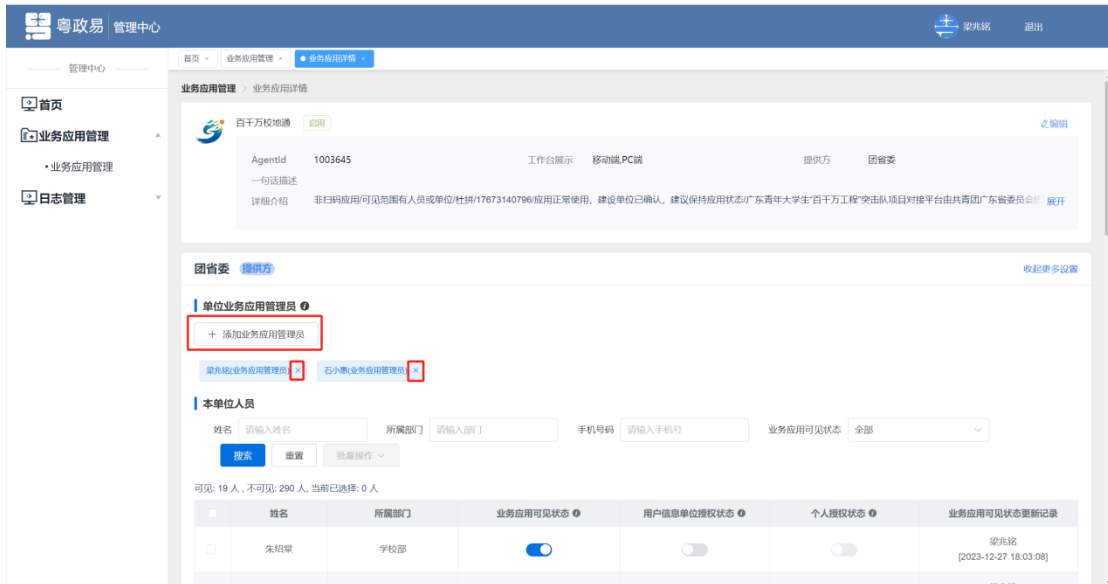 粤政易 管理中心 梁兆铭 退出
管理中心
首页 × 业务应用管理 × 业务应用详情 ×
业务应用管理 > 业务应用详情
首页
业务应用管理
• 业务应用管理
日志管理
百千万校地通 启用 编辑
AgentId 1003645 工作台展示 移动端,PC端 提供方 团省委
一句话描述
详细介绍 非扫码应用/可见范围有人员或单位/杜拼/17673140796/应用正常使用，建设单位已确认，建议保持应用状态/广东青年大学生“百千万工程”突击队项目对接平台由共青团广东省委员会 展开
团省委 提供方 收起更多设置
单位业务应用管理员
+ 添加业务应用管理员
梁兆铭(业务应用管理员) × 石小惠(业务应用管理员) ×
本单位人员
姓名 请输入姓名 所属部门 请输入部门 手机号码 请输入手机号 业务应用可见状态 全部
搜索 重置 批量操作
可见: 19 人 , 不可见: 290 人, 当前已选择: 0 人
姓名 所属部门 业务应用可见状态 用户信息单位授权状态 个人授权状态 业务应用可见状态更新记录
朱绍棠 学校部 梁兆铭
[2023-12-27 18:03:08]